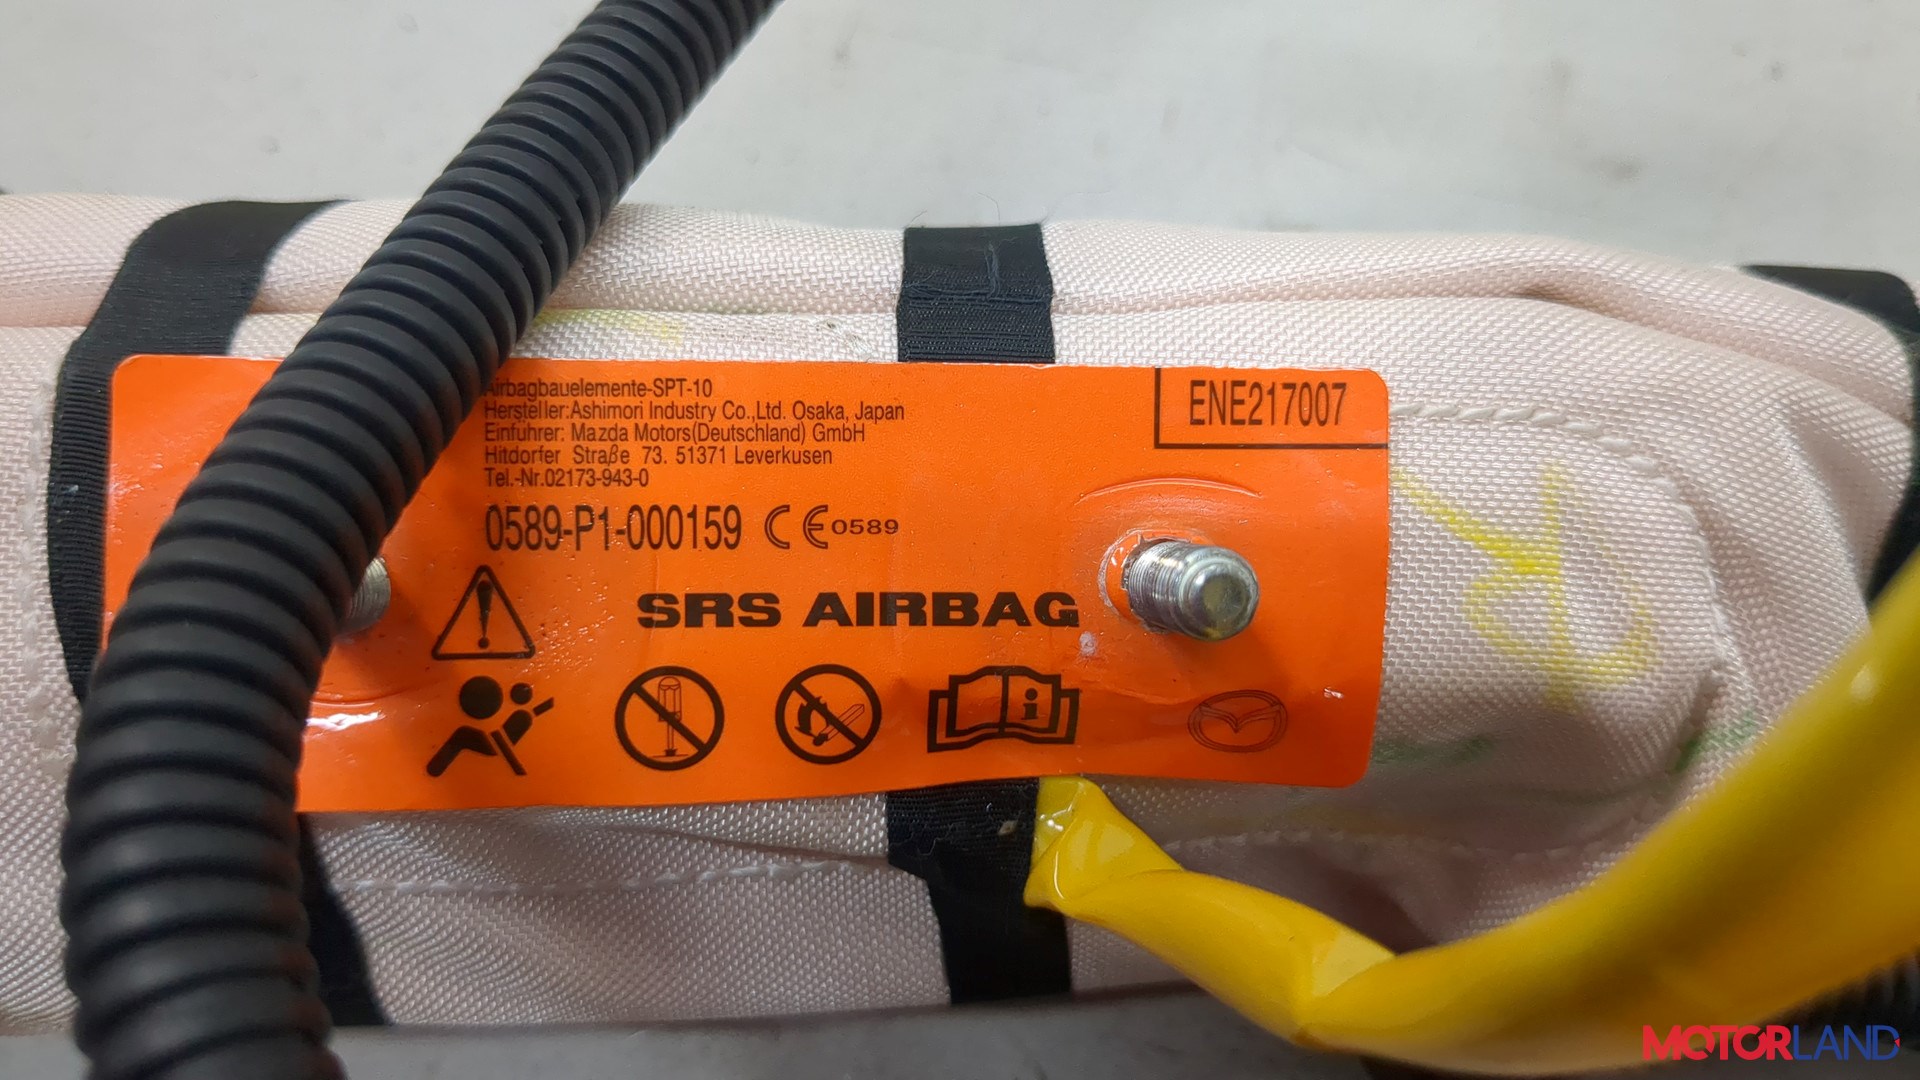 Airbagbauelemente-SPT-10
Hersteller:Ashimori Industry Co.,Ltd. Osaka, Japan
Einfuhrer: Mazda Motors(Deutschland) GmbH
Hitdorfer Straße 73. 51371 Leverkusen
Tel.-Nr.02173-943-0
ENE217007
0589-P1-000159 CE0589
SRS AIRBAG
R
MOTORLAND